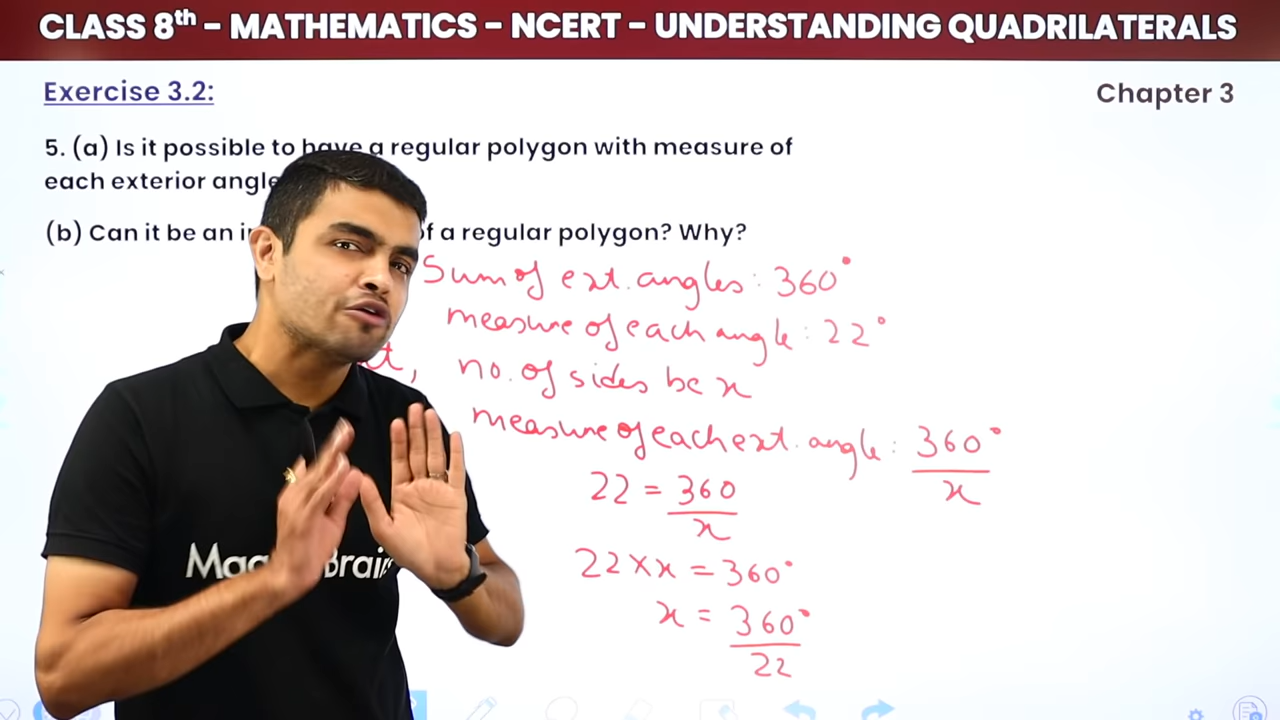 CLASS 8th - MATHEMATICS - NCERT - UNDERSTANDING QUADRILATERALS
Exercise 3.2:
Chapter 3
5. (a) Is it possible to have a regular polygon with measure of
each exterior angle
(b) Can it be an of a regular polygon? Why?
Sum of ext. angles: 360°
measure of each angle: 22°
no. of sides be x
measure of each ext. angle: 360°/x
22 = 360/x
22 × x = 360°
x = 360°/22